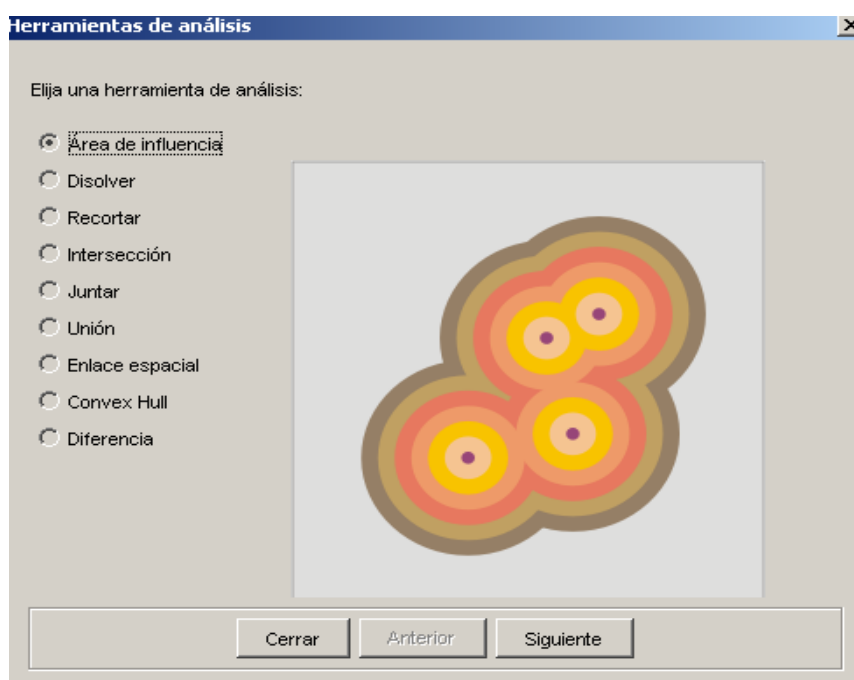 Herramientas de análisis
Elija una herramienta de análisis:
Área de influencia
Disolver
Recortar
Intersección
Juntar
Unión
Enlace espacial
Convex Hull
Diferencia
Cerrar Anterior Siguiente